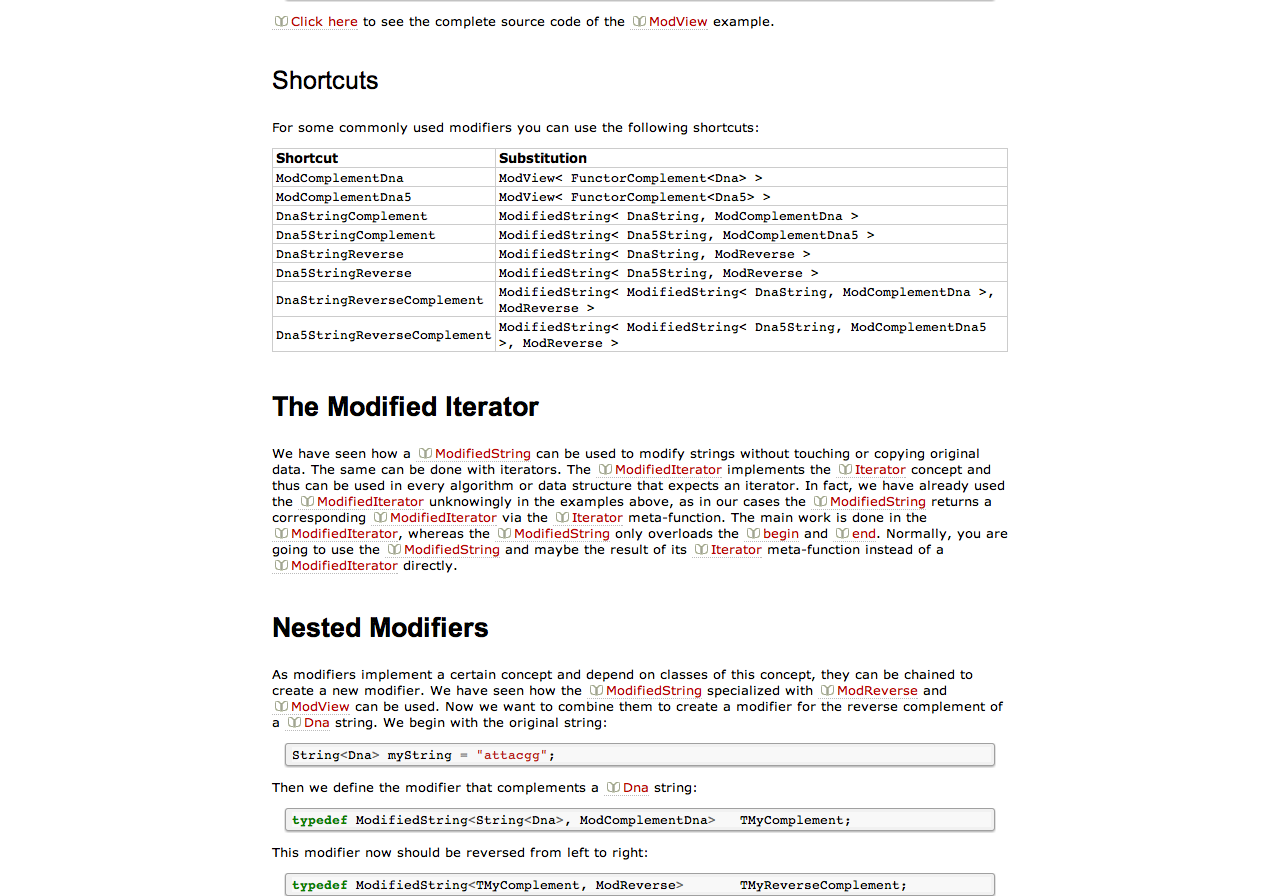 Click here to see the complete source code of the ModView example.
Shortcuts
For some commonly used modifiers you can use the following shortcuts:
Shortcut Substitution
ModComplementDna ModView< FunctorComplement<Dna> >
ModComplementDna5 ModView< FunctorComplement<Dna5> >
DnaStringComplement ModifiedString< DnaString, ModComplementDna >
Dna5StringComplement ModifiedString< Dna5String, ModComplementDna5 >
DnaStringReverse ModifiedString< DnaString, ModReverse >
Dna5StringReverse ModifiedString< Dna5String, ModReverse >
DnaStringReverseComplement ModifiedString< ModifiedString< DnaString, ModComplementDna >,
ModReverse >
Dna5StringReverseComplement ModifiedString< ModifiedString< Dna5String, ModComplementDna5
>, ModReverse >
The Modified Iterator
We have seen how a ModifiedString can be used to modify strings without touching or copying original
data. The same can be done with iterators. The ModifiedIterator implements the Iterator concept and
thus can be used in every algorithm or data structure that expects an iterator. In fact, we have already used
the ModifiedIterator unknowingly in the examples above, as in our cases the ModifiedString returns a
corresponding ModifiedIterator via the Iterator meta-function. The main work is done in the
ModifiedIterator, whereas the ModifiedString only overloads the begin and end. Normally, you are
going to use the ModifiedString and maybe the result of its Iterator meta-function instead of a
ModifiedIterator directly.
Nested Modifiers
As modifiers implement a certain concept and depend on classes of this concept, they can be chained to
create a new modifier. We have seen how the ModifiedString specialized with ModReverse and
ModView can be used. Now we want to combine them to create a modifier for the reverse complement of
a Dna string. We begin with the original string:
String<Dna> myString = "attacgg";
Then we define the modifier that complements a Dna string:
typedef ModifiedString<String<Dna>, ModComplementDna> TMyComplement;
This modifier now should be reversed from left to right:
typedef ModifiedString<TMyComplement, ModReverse> TMyReverseComplement;